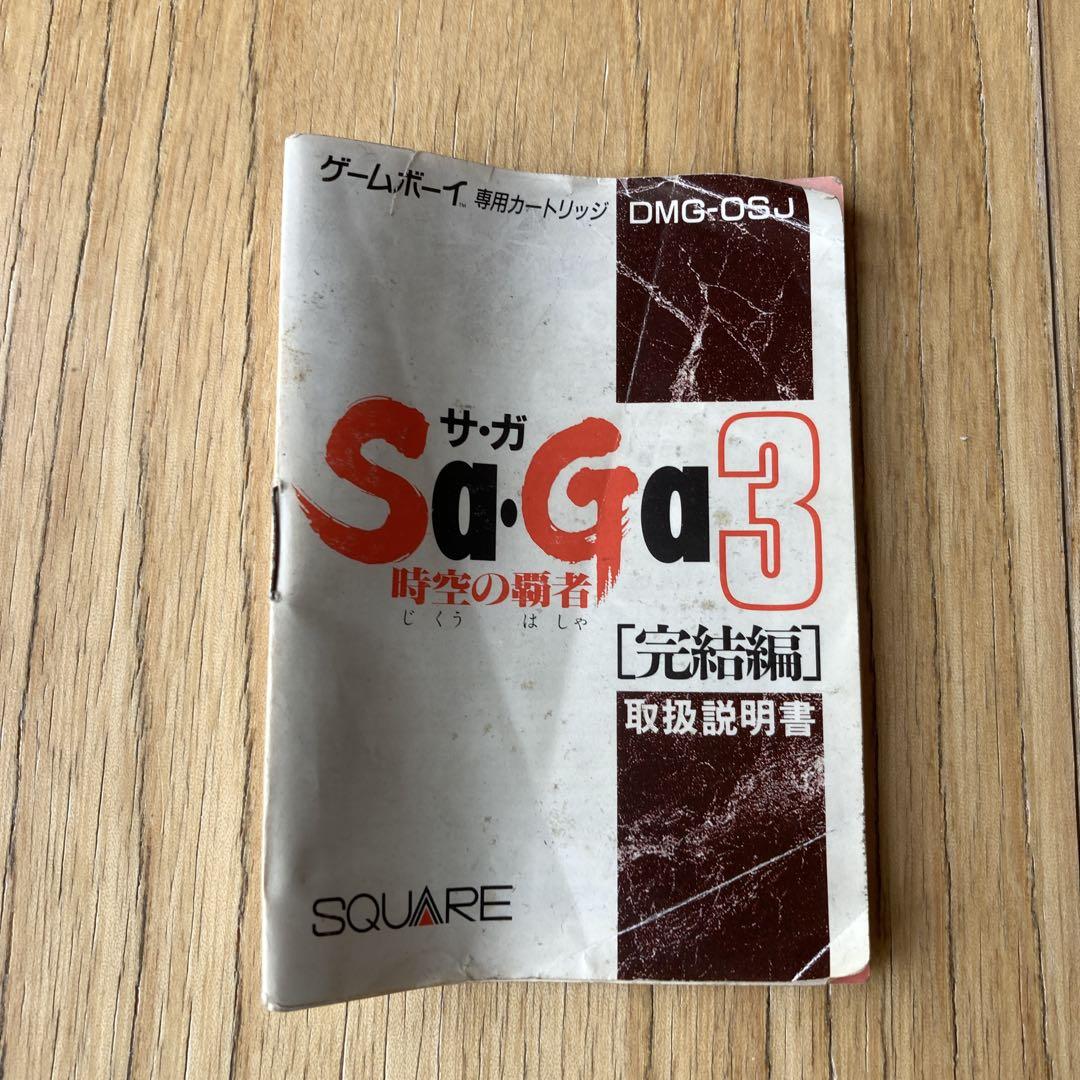 ゲームボーイ™ 専用カートリッジ DMG-OSJ
サ・ガ
Sa・Ga3
時空の覇者
じくう はしゃ
[完結編]
取扱説明書
SQUARE